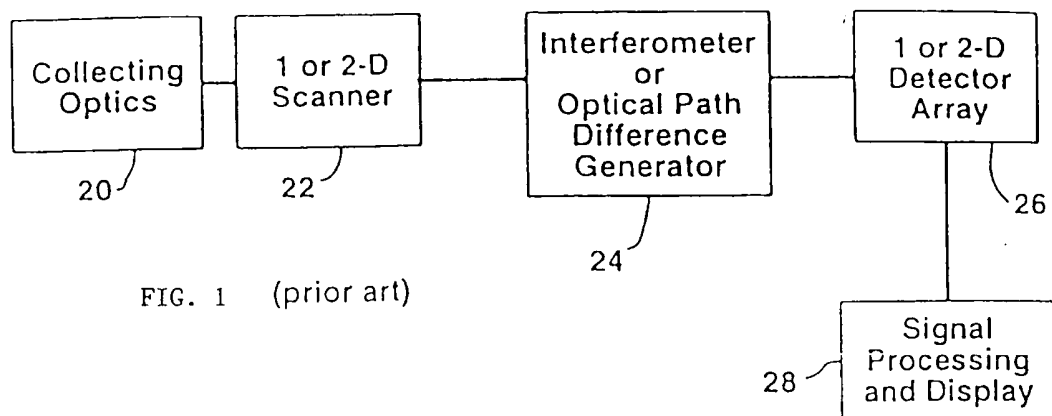 Collecting
Optics
20
1 or 2-D
Scanner
22
Interferometer
or
Optical Path
Difference
Generator
24
1 or 2-D
Detector
Array
26
Signal
Processing
and Display
28
FIG. 1 (prior art)